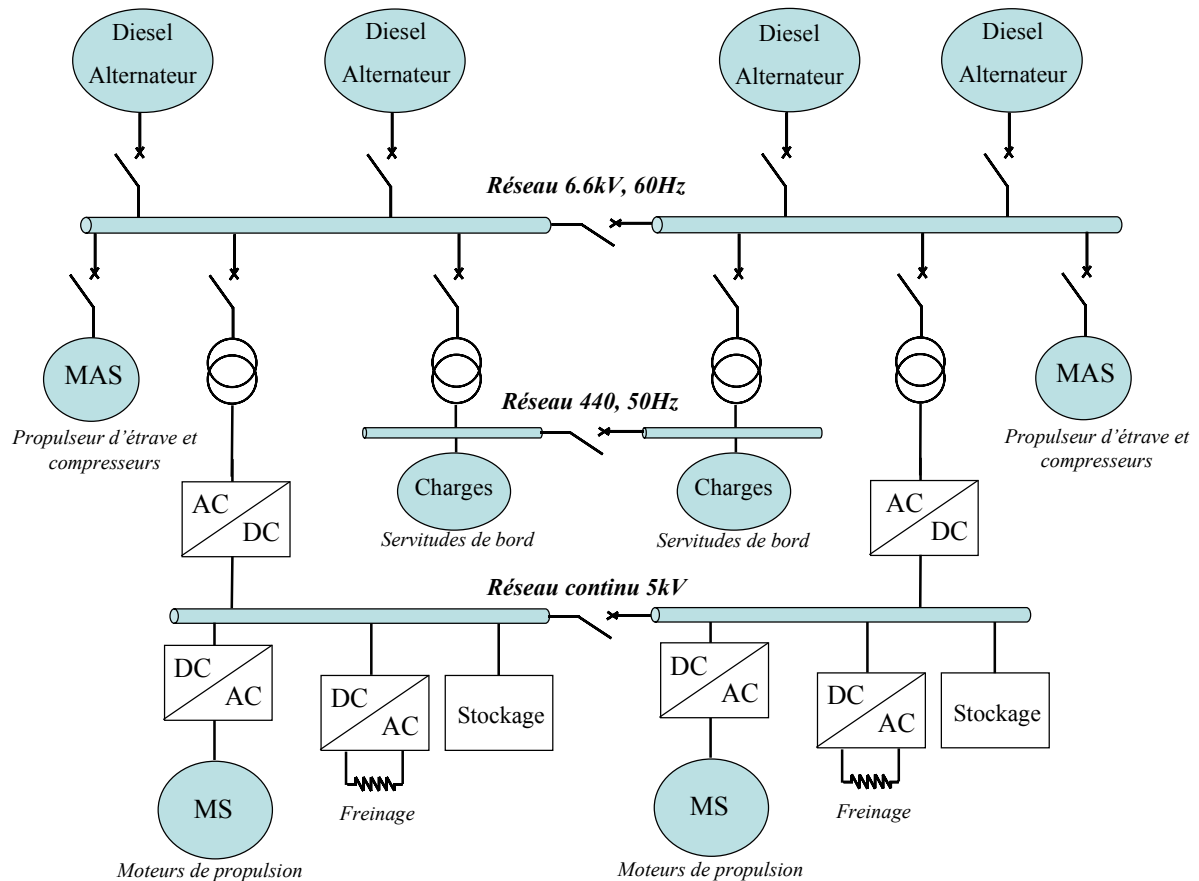 Diesel
Alternateur
Diesel
Alternateur
Diesel
Alternateur
Diesel
Alternateur
Réseau 6.6kV, 60Hz
MAS
Propulseur d'étrave et
compresseurs
MAS
Propulseur d'étrave et
compresseurs
Réseau 440, 50Hz
Charges
Servitudes de bord
Charges
Servitudes de bord
AC
DC
AC
DC
Réseau continu 5kV
DC
AC
DC
AC
Stockage
DC
AC
DC
AC
Stockage
MS
Moteurs de propulsion
Freinage
MS
Moteurs de propulsion
Freinage